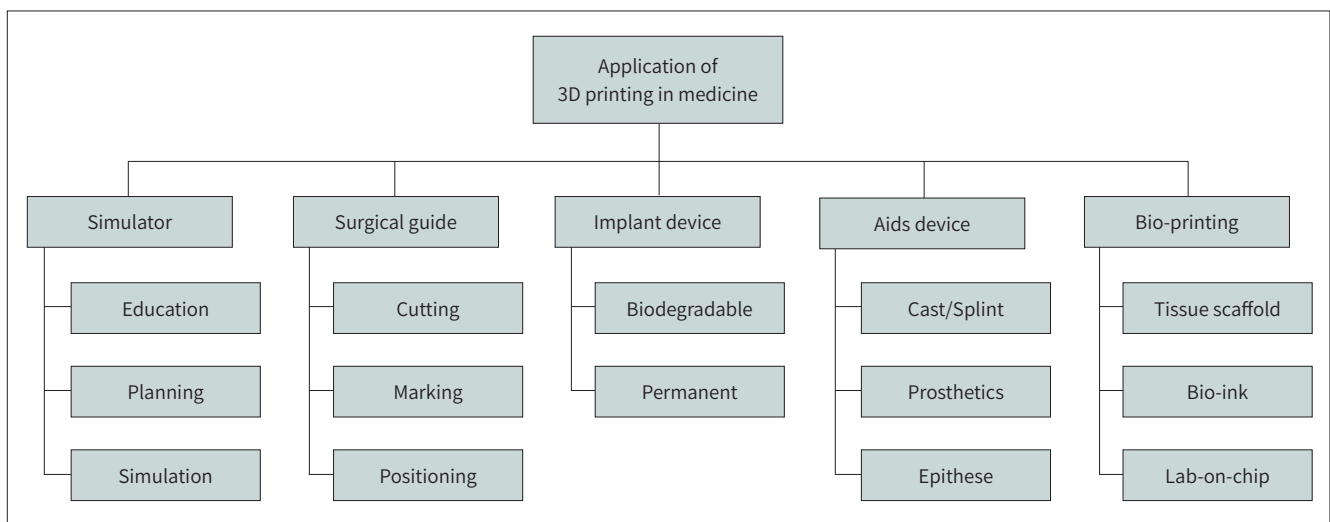 Application of
3D printing in medicine
Simulator
Surgical guide
Implant device
Aids device
Bio-printing
Education
Cutting
Biodegradable
Cast/Splint
Tissue scaffold
Planning
Marking
Permanent
Prosthetics
Bio-ink
Simulation
Positioning
Epithese
Lab-on-chip